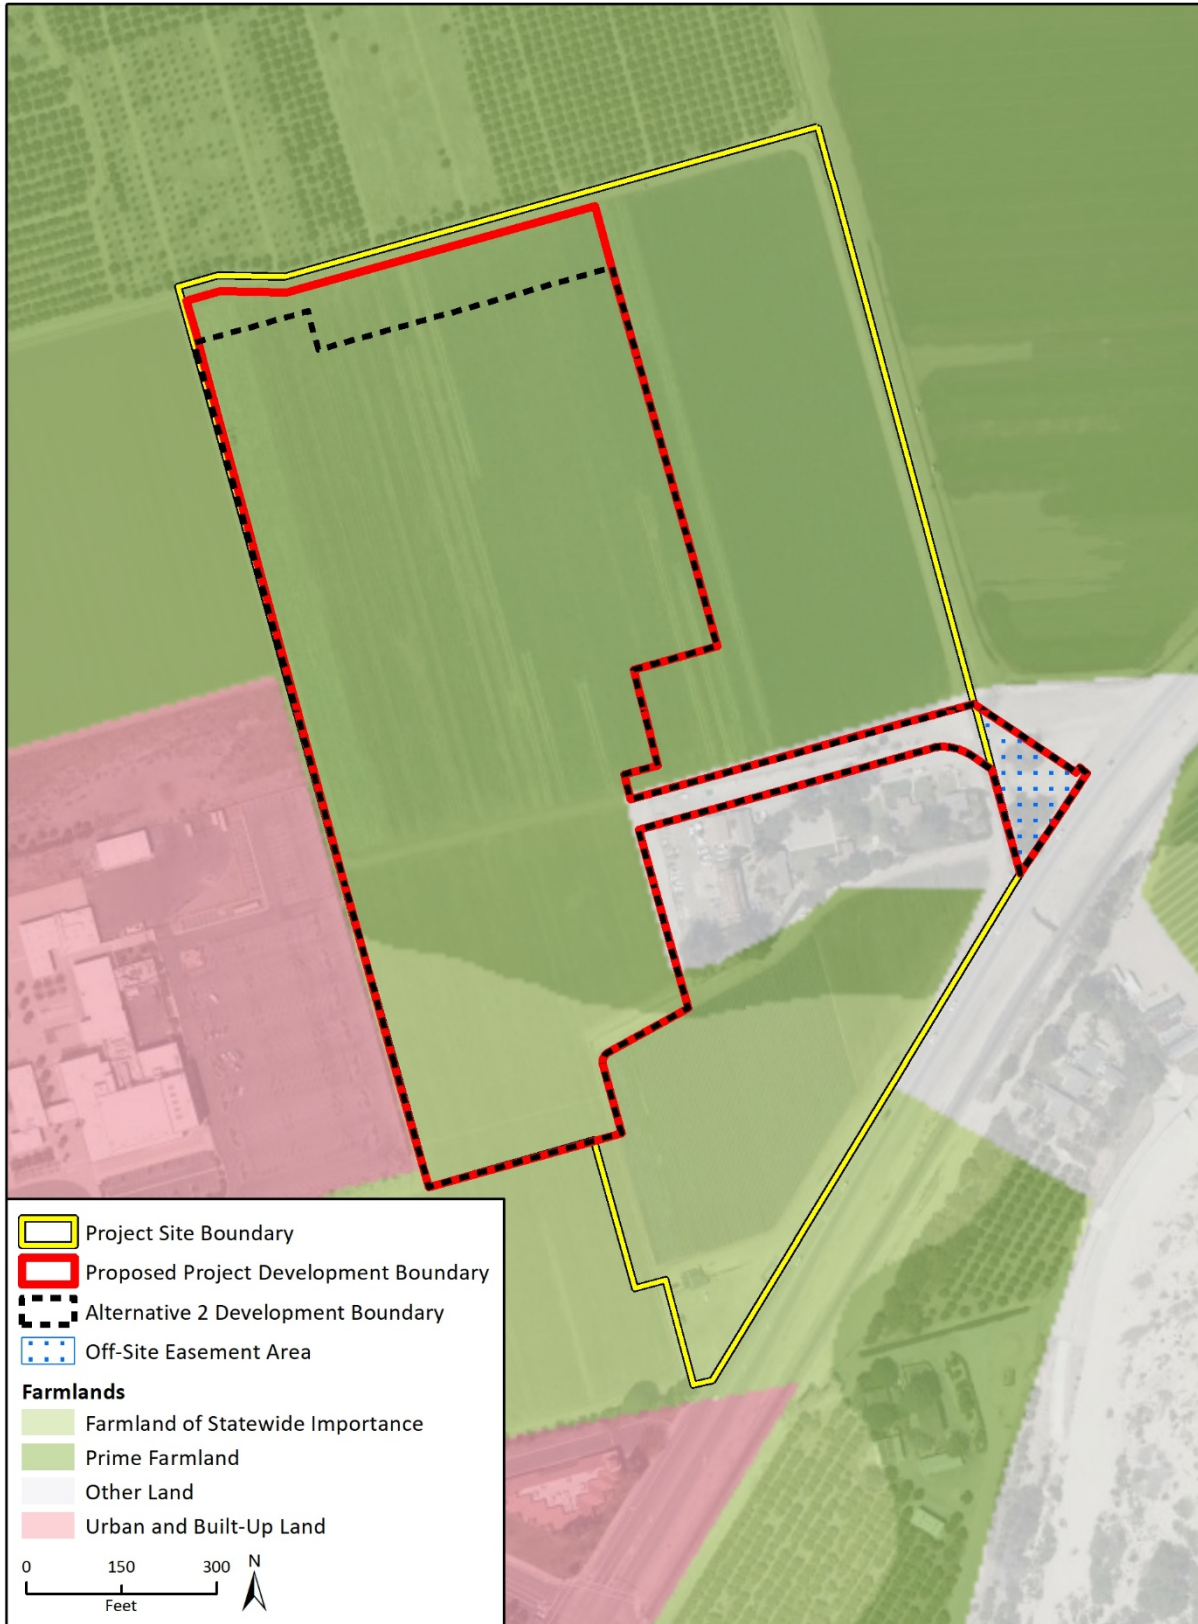 Project Site Boundary
Proposed Project Development Boundary
Alternative 2 Development Boundary
Off-Site Easement Area
Farmlands
Farmland of Statewide Importance
Prime Farmland
Other Land
Urban and Built-Up Land
0 150 300 N
Feet